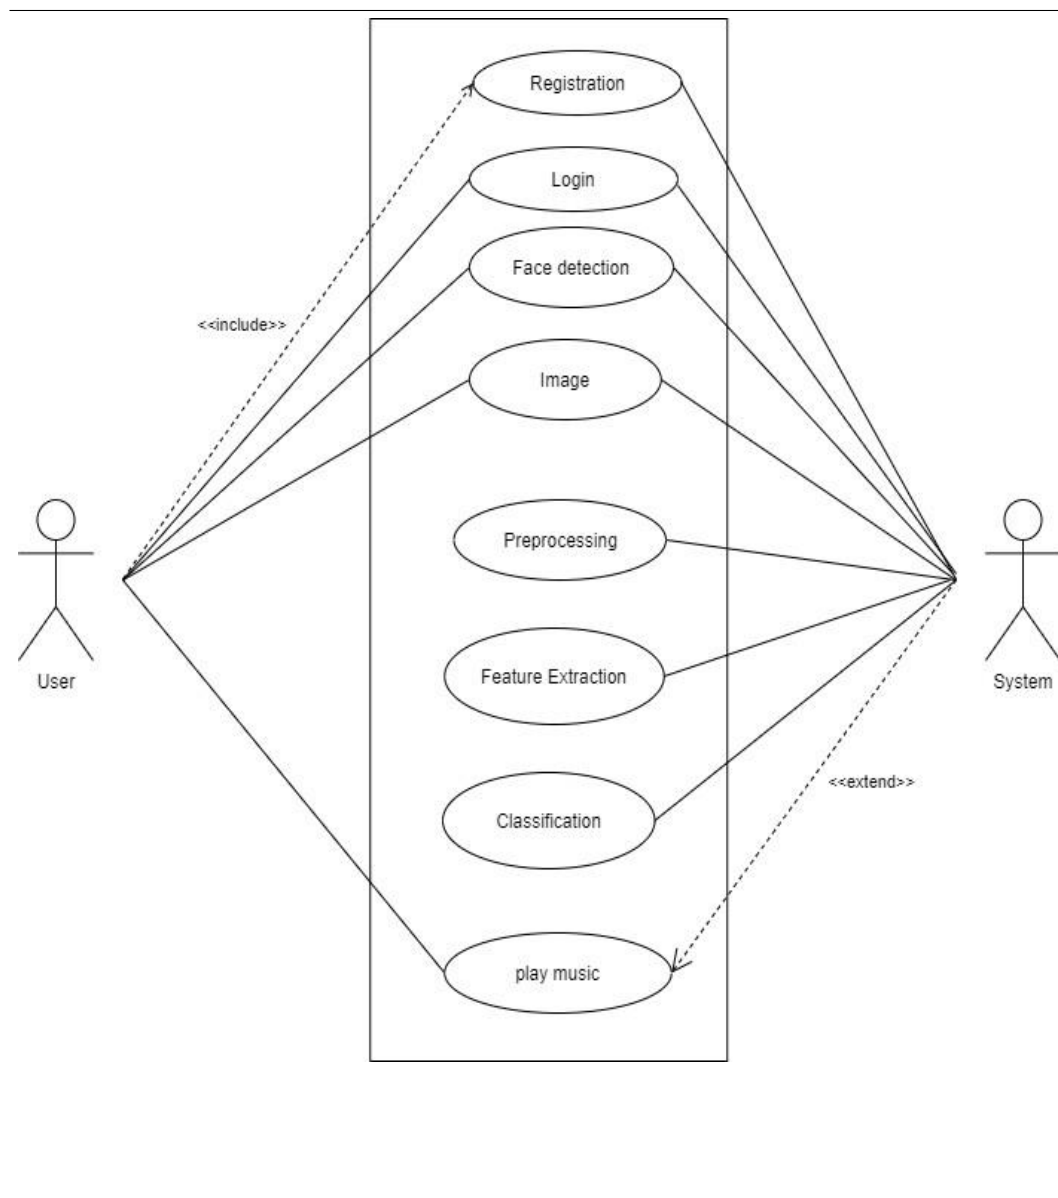 Registration
Login
Face detection
<<include>>
Image
Preprocessing
Feature Extraction
User
System
<<extend>>
Classification
play music